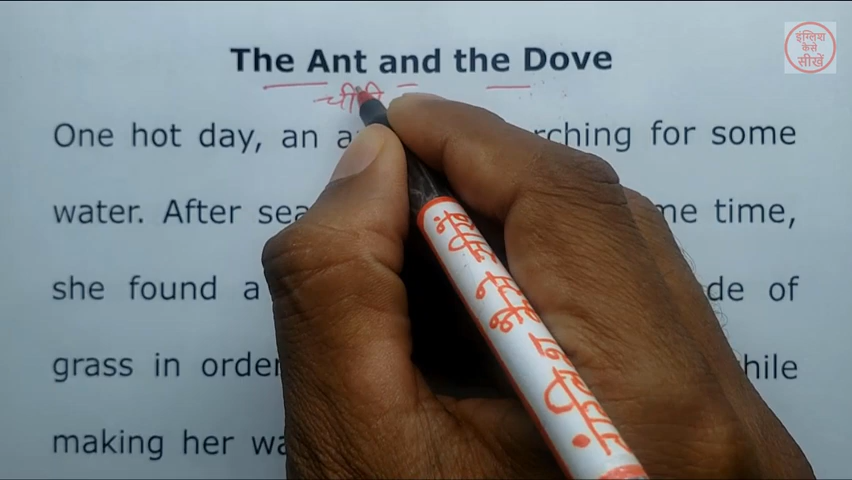 The Ant and the Dove
चींटी
One hot day, an a rching for some
water. After sea me time,
she found a de of
grass in order hile
making her wa
इंग्लिश
कैसे
सीखें
इंग्लिश कैसे सीखें